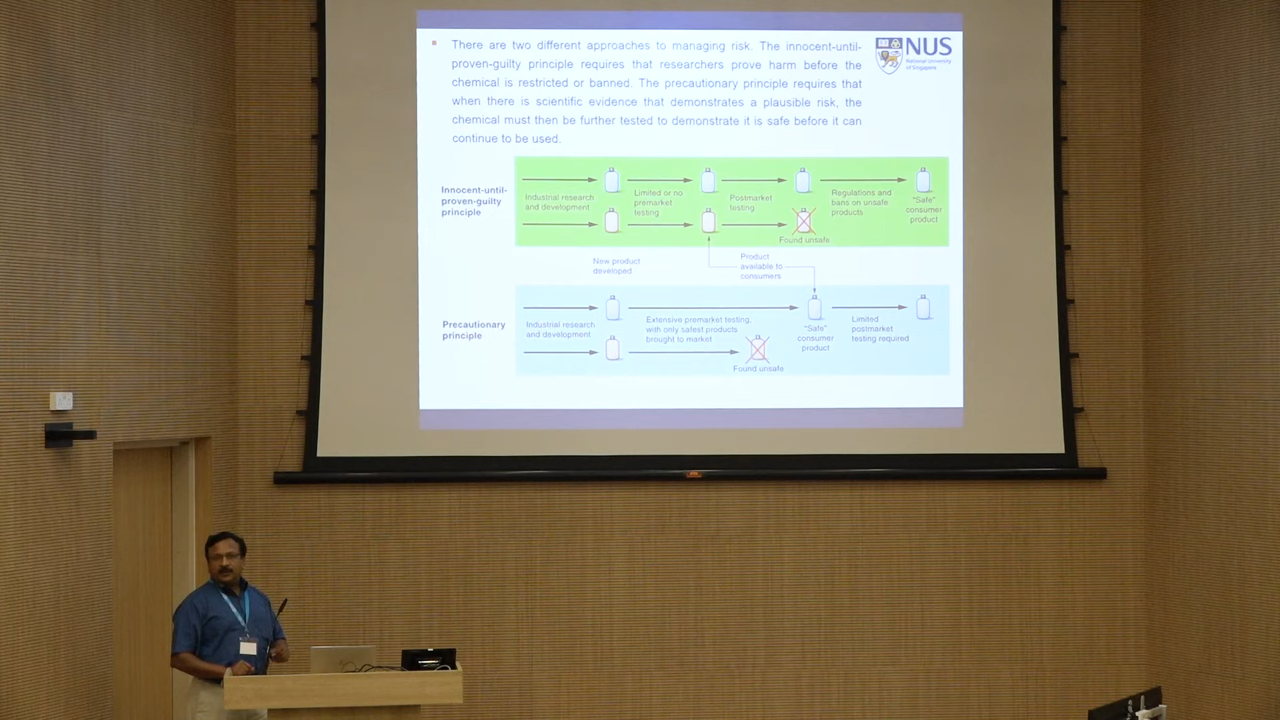 There are two different approaches to managing risk. The innocent-until-
proven-guilty principle requires that researchers prove harm before the
chemical is restricted or banned. The precautionary principle requires that
when there is scientific evidence that demonstrates a plausible risk, the
chemical must then be further tested to demonstrate it is safe before it can
continue to be used.
NUS
National University
of Singapore
Innocent-until-
proven-guilty
principle
Industrial research
and development
Limited or no
premarket
testing
Postmarket
testing
Regulations and
bans on unsafe
products
"Safe"
consumer
product
Found unsafe
New product
developed
Product
available to
consumers
Precautionary
principle
Industrial research
and development
Extensive premarket testing,
with only safest products
brought to market
"Safe"
consumer
product
Limited
postmarket
testing required
Found unsafe